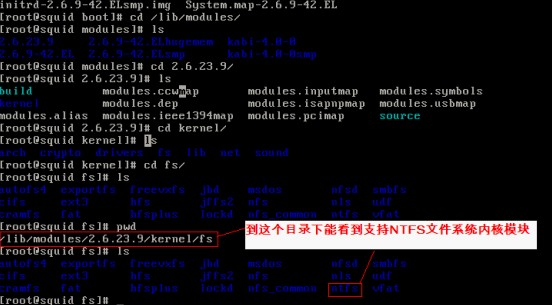 initrd-2.6.9-42.ELsmp.img  System.map-2.6.9-42.EL
[root@squid boot]# cd /lib/modules/
[root@squid modules]# ls
2.6.23.9  2.6.9-42.ELhugemem  kabi-4.0-0
2.6.9-42.EL  2.6.9-42.ELsmp  kabi-4.0-0smp
[root@squid modules]# cd 2.6.23.9/
[root@squid 2.6.23.9]# ls
build  modules.ccwmap  modules.inputmap  modules.symbols
kernel  modules.dep  modules.isapnpmap  modules.usbmap
modules.alias  modules.ieee1394map  modules.pcimap  source
[root@squid 2.6.23.9]# cd kernel/
[root@squid kernel]# ls
arch  crypto  drivers  fs  lib  net  sound
[root@squid kernel]# cd fs/
[root@squid fs]# ls
autofs4  exportfs  freevxfs  jbd  msdos  nfsd  smbfs
cifs  ext3  hfs  jffs2  nfs  nls  udf
cramfs  fat  hfsplus  lockd  nfs_common  ntfs  vfat
[root@squid fs]# pwd
/lib/modules/2.6.23.9/kernel/fs
到这个目录下能看到支持NTFS文件系统内核模块
[root@squid fs]# ls
autofs4  exportfs  freevxfs  jbd  msdos  nfsd  smbfs
cifs  ext3  hfs  jffs2  nfs  nls  udf
cramfs  fat  hfsplus  lockd  nfs_common  ntfs  vfat
[root@squid fs]#